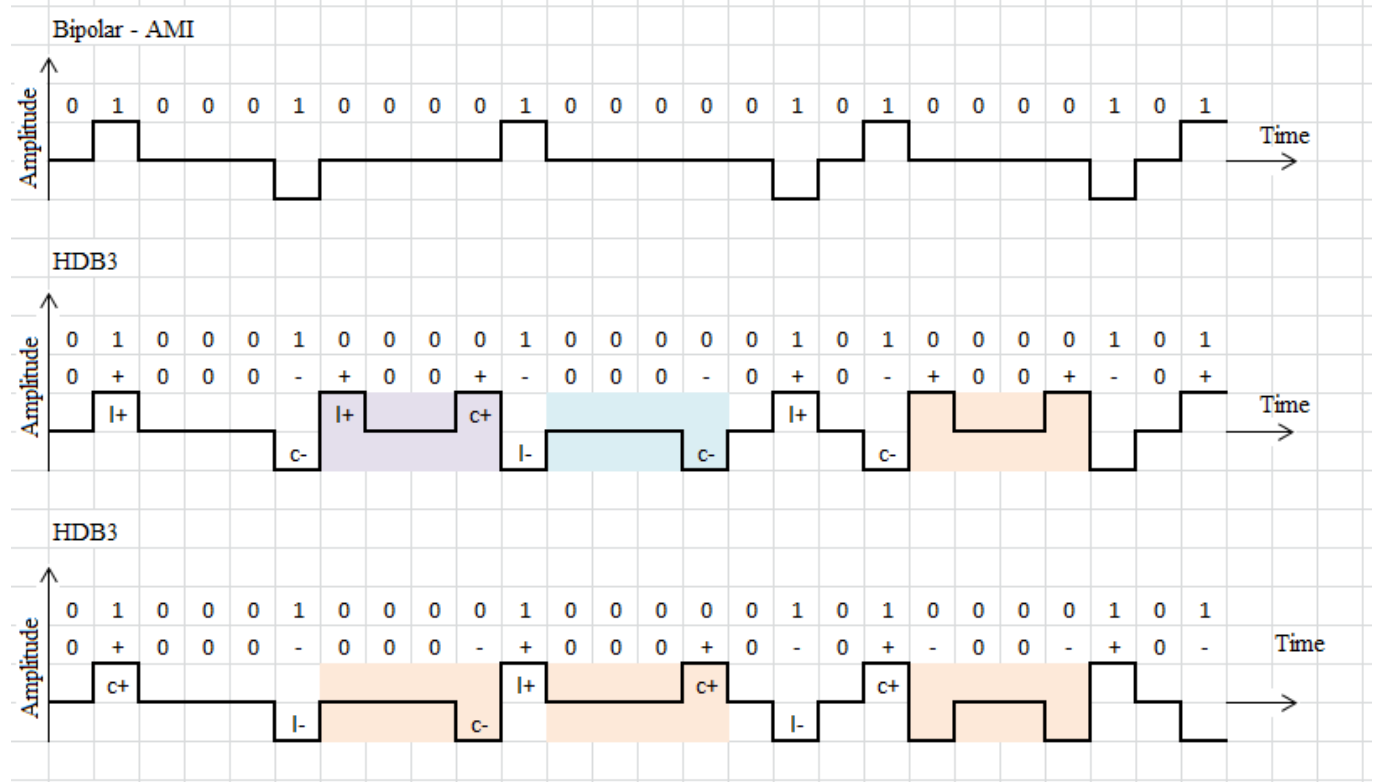 Bipolar - AMI
Amplitude
0 1 0 0 0 1 0 0 0 0 1 0 0 0 0 0 1 0 1 0 0 0 0 1 0 1
Time
HDB3
Amplitude
0 1 0 0 0 1 0 0 0 0 1 0 0 0 0 0 1 0 1 0 0 0 0 1 0 1
0 + 0 0 0 - + 0 0 + - 0 0 0 - 0 + 0 - + 0 0 + - 0 +
Time
l+ l+ c+ l+
c- l- c- c-
HDB3
Amplitude
0 1 0 0 0 1 0 0 0 0 1 0 0 0 0 0 1 0 1 0 0 0 0 1 0 1
0 + 0 0 0 - 0 0 0 - + 0 0 0 + 0 - 0 + - 0 0 - + 0 -
Time
c+ l+ c+ c+
l- c- l-